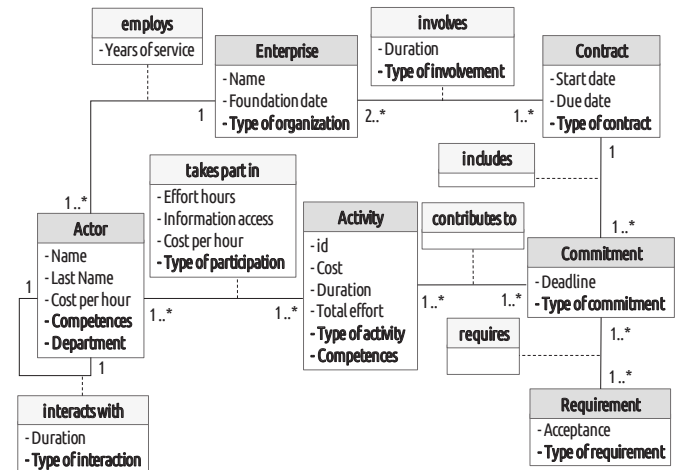 employs
- Years of service
Enterprise
- Name
- Foundation date
- Type of organization
involves
- Duration
- Type of involvement
Contract
- Start date
- Due date
- Type of contract
1
2..*
1..*
1
includes
1..*
takes part in
- Effort hours
- Information access
- Cost per hour
- Type of participation
1..*
Actor
- Name
- Last Name
- Cost per hour
- Competences
- Department
1
1
1..*
1..*
Activity
- id
- Cost
- Duration
- Total effort
- Type of activity
- Competences
contributes to
1..*
1..*
Commitment
- Deadline
- Type of commitment
requires
1..*
1..*
interacts with
- Duration
- Type of interaction
Requirement
- Acceptance
- Type of requirement